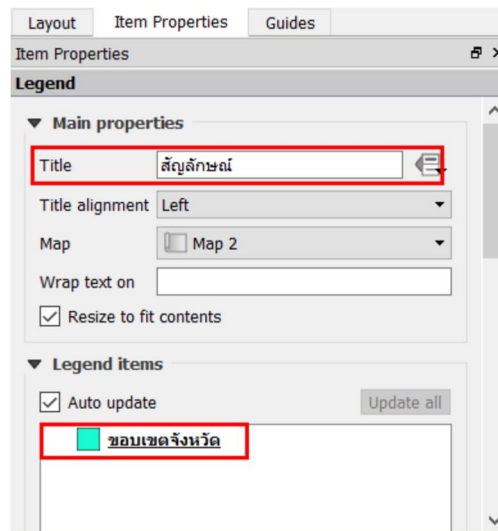 Layout Item Properties Guides
Item Properties
Legend
Main properties
Title สัญลักษณ์
Title alignment Left
Map Map 2
Wrap text on
Resize to fit contents
Legend items
Auto update Update all
ขอบเขตจังหวัด